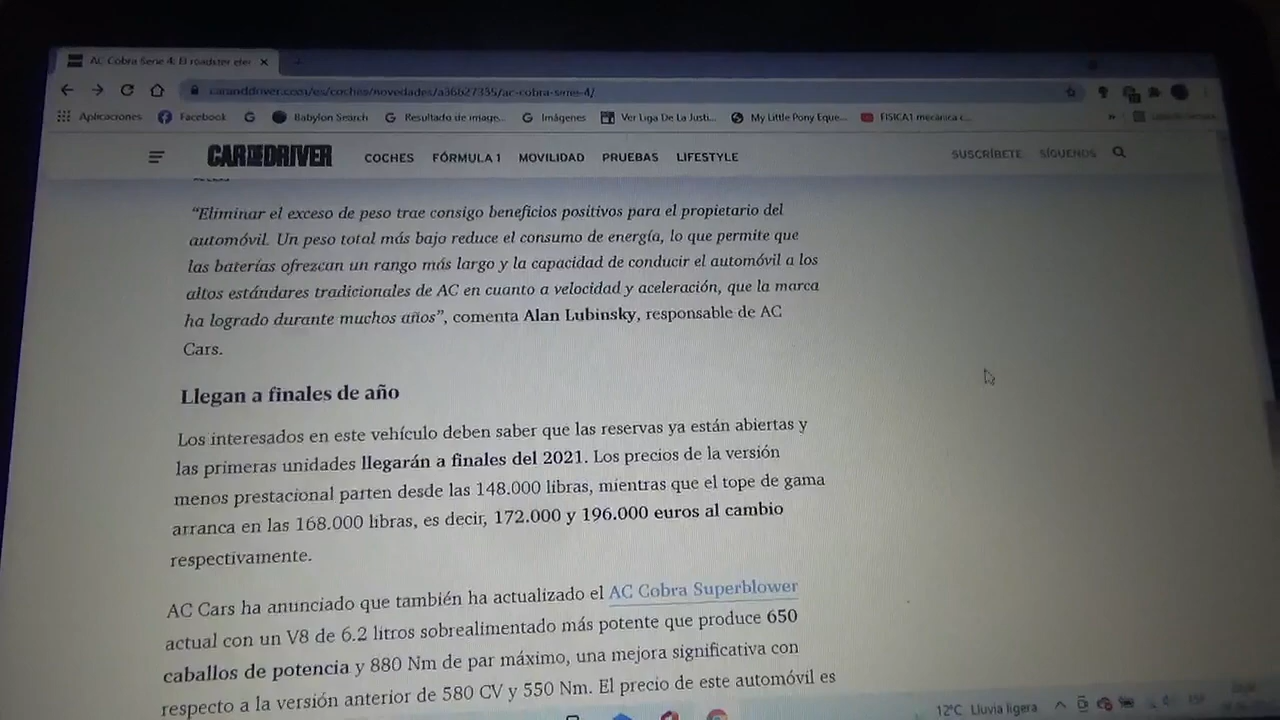 AC Cobra Serie 4: El roadster elec
caranddriver.com/es/coches/novedades/a36627335/ac-cobra-serie-4/
Aplicaciones Facebook Babylon Search Resultado de image... Imágenes Ver Liga De La Justi... My Little Pony Eque... FISICA1 mecánica c...
CAR AND DRIVER COCHES FÓRMULA 1 MOVILIDAD PRUEBAS LIFESTYLE SUSCRÍBETE SÍGUENOS
“Eliminar el exceso de peso trae consigo beneficios positivos para el propietario del
automóvil. Un peso total más bajo reduce el consumo de energía, lo que permite que
las baterías ofrezcan un rango más largo y la capacidad de conducir el automóvil a los
altos estándares tradicionales de AC en cuanto a velocidad y aceleración, que la marca
ha logrado durante muchos años”, comenta Alan Lubinsky, responsable de AC
Cars.
Llegan a finales de año
Los interesados en este vehículo deben saber que las reservas ya están abiertas y
las primeras unidades llegarán a finales del 2021. Los precios de la versión
menos prestacional parten desde las 148.000 libras, mientras que el tope de gama
arranca en las 168.000 libras, es decir, 172.000 y 196.000 euros al cambio
respectivamente.
AC Cars ha anunciado que también ha actualizado el AC Cobra Superblower
actual con un V8 de 6.2 litros sobrealimentado más potente que produce 650
caballos de potencia y 880 Nm de par máximo, una mejora significativa con
respecto a la versión anterior de 580 CV y 550 Nm. El precio de este automóvil es
12°C Lluvia ligera